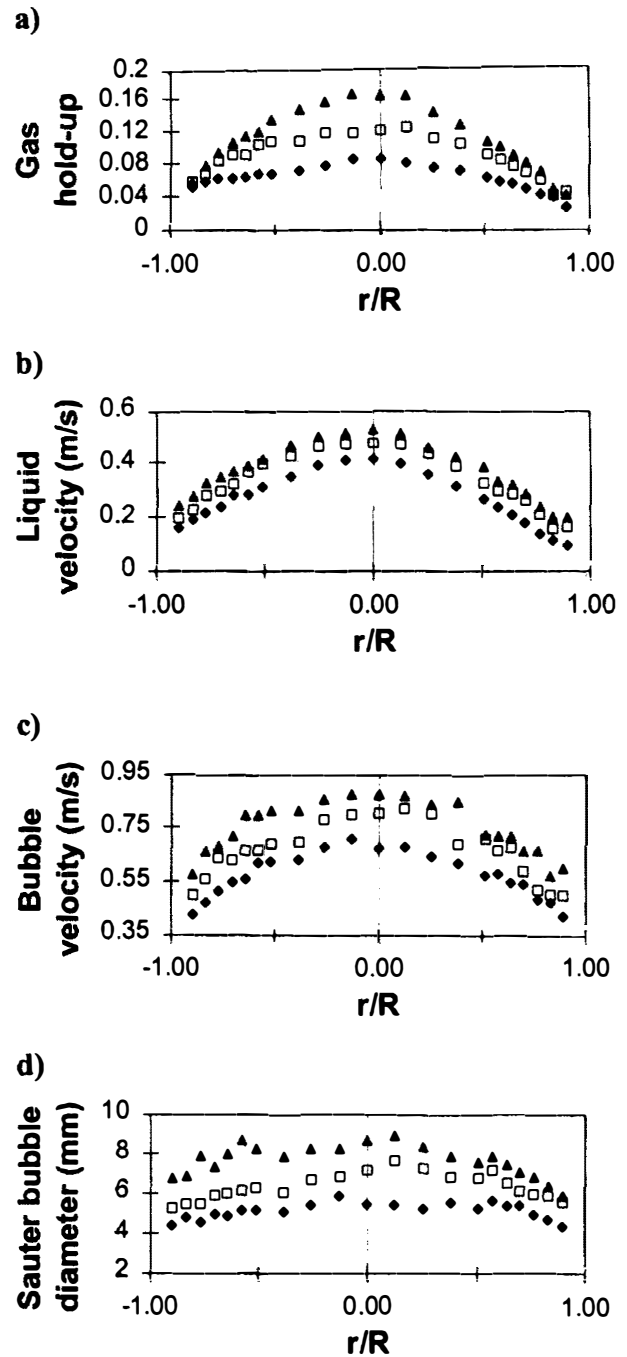 a)
0.2
0.16
0.12
0.08
0.04
0
Gas
hold-up
-1.00
0.00
1.00
r/R
b)
0.6
0.4
0.2
0
Liquid
velocity (m/s)
-1.00
0.00
1.00
r/R
c)
0.95
0.75
0.55
0.35
Bubble
velocity (m/s)
-1.00
0.00
1.00
r/R
d)
10
8
6
4
2
Sauter bubble
diameter (mm)
-1.00
0.00
1.00
r/R